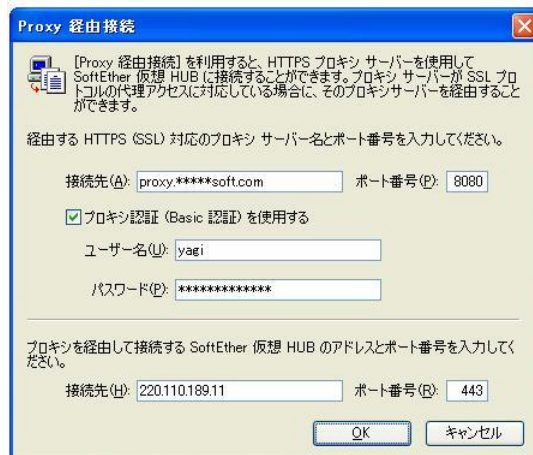 Proxy 経由接続
[Proxy 経由接続] を利用すると、HTTPS プロキシ サーバーを使用して
SoftEther 仮想 HUB に接続することができます。プロキシ サーバーが SSL プロ
トコルの代理アクセスに対応している場合に、そのプロキシサーバーを経由すること
ができます。
経由する HTTPS (SSL) 対応のプロキシ サーバー名とポート番号を入力してください。
接続先(A): proxy.*****soft.com ポート番号(P): 8080
プロキシ認証 (Basic 認証) を使用する
ユーザー名(U): yagi
パスワード(P): *************
プロキシを経由して接続する SoftEther 仮想 HUB のアドレスとポート番号を入力してく
ださい。
接続先(H): 220.110.189.11 ポート番号(R): 443
OK キャンセル